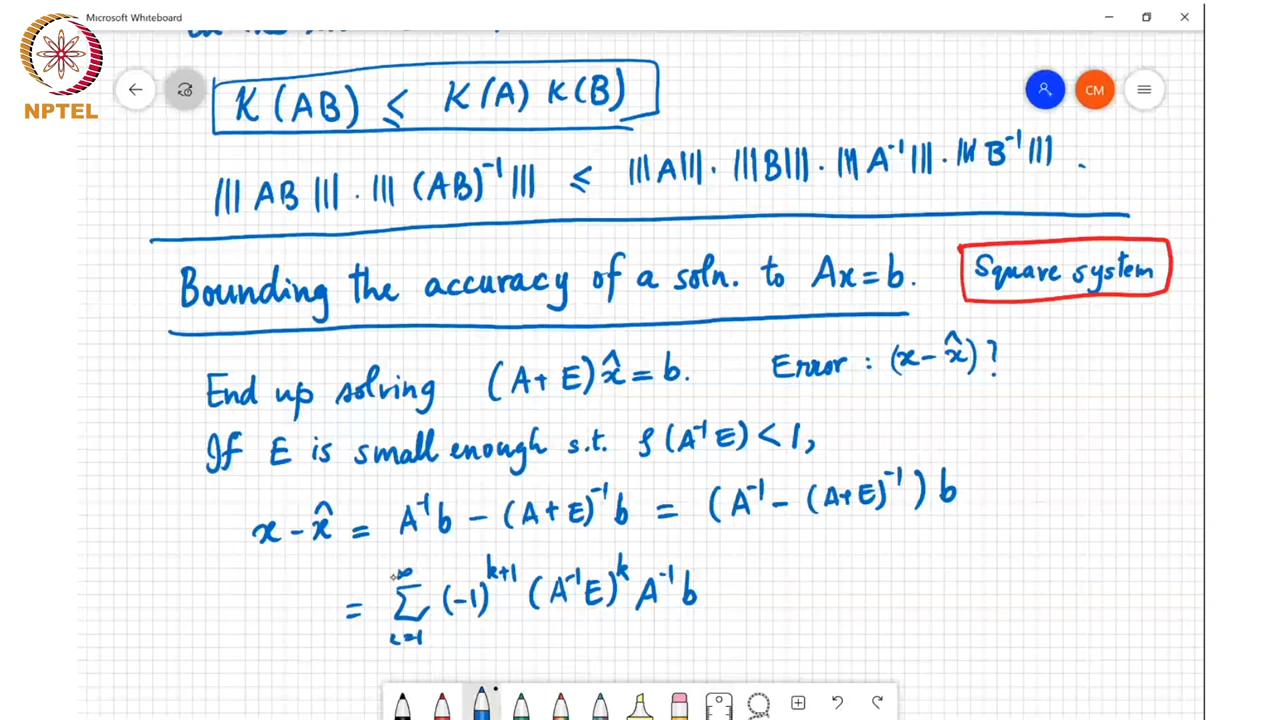 Microsoft Whiteboard
NPTEL
CM
κ(AB) ≤ κ(A) κ(B)
|||AB||| · |||(AB)⁻¹||| ≤ |||A||| · |||B||| · |||A⁻¹||| · |||B⁻¹||| .
Bounding the accuracy of a soln. to Ax=b. Square system
End up solving (A+E)x̂ = b. Error : (x-x̂)?
If E is small enough s.t. ρ(A⁻¹E) < 1,
x - x̂ = A⁻¹b - (A+E)⁻¹b = (A⁻¹ - (A+E)⁻¹) b
= ∑_{k=1}^{∞} (-1)^{k+1} (A⁻¹E)^k A⁻¹b